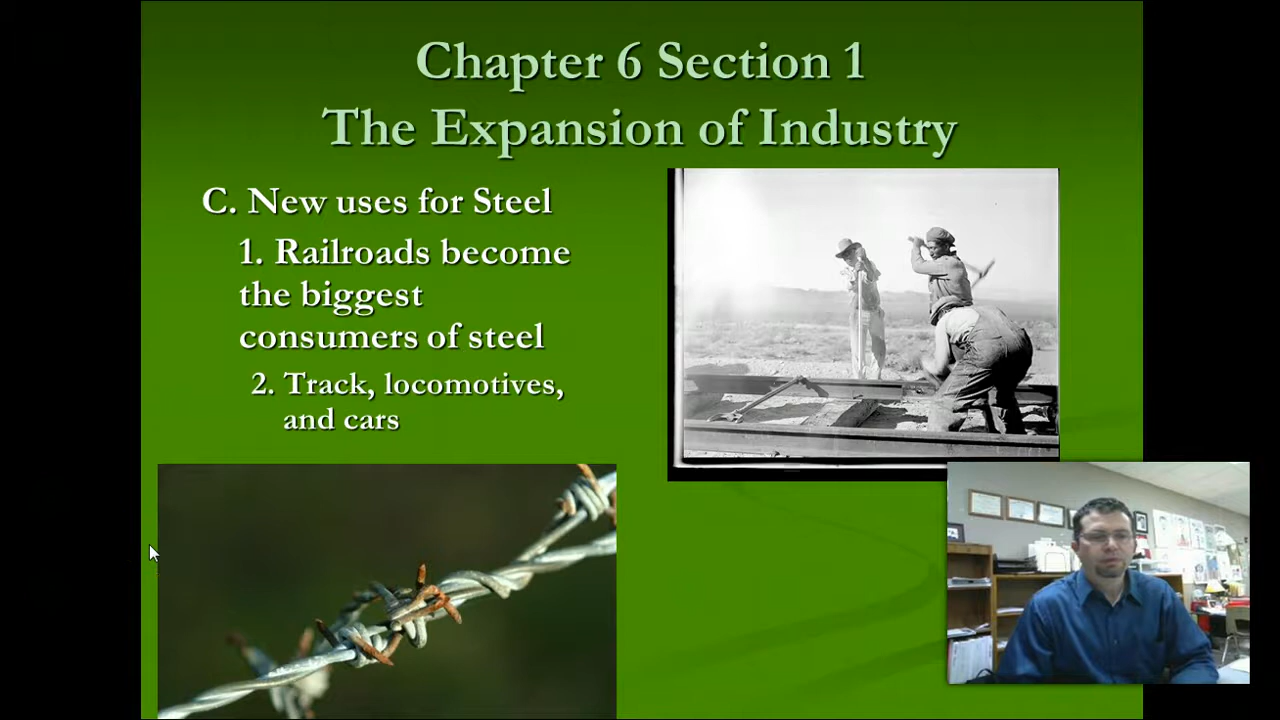 Chapter 6 Section 1
The Expansion of Industry
C. New uses for Steel
1. Railroads become
the biggest
consumers of steel
2. Track, locomotives,
and cars